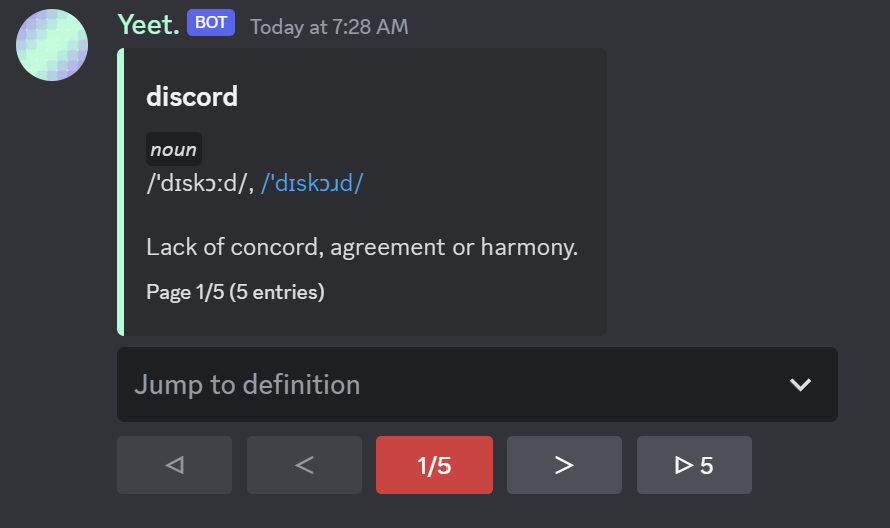 Yeet. BOT Today at 7:28 AM
discord
noun
/ˈdɪskɔːd/, /ˈdɪskɔɹd/
Lack of concord, agreement or harmony.
Page 1/5 (5 entries)
Jump to definition
◁ < 1/5 > ▷ 5